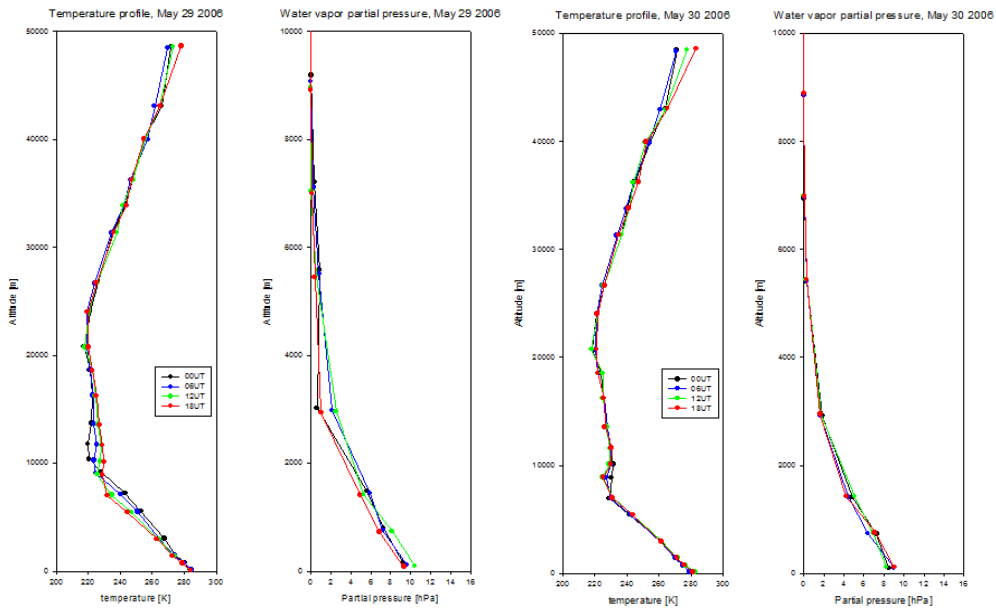 Temperature profile, May 29 2006
Water vapor partial pressure, May 29 2006
Temperature profile, May 30 2006
Water vapor partial pressure, May 30 2006
50000
40000
30000
20000
10000
0
Altitude [m]
200 220 240 260 280 300
temperature [K]
00UT
06UT
12UT
18UT
10000
8000
6000
4000
2000
0
Altitude [m]
0 2 4 6 8 10 12 14 16
Partial pressure [hPa]
50000
40000
30000
20000
10000
0
Altitude [m]
200 220 240 260 280 300
temperature [K]
00UT
06UT
12UT
18UT
10000
8000
6000
4000
2000
0
Altitude [m]
0 2 4 6 8 10 12 14 16
Partial pressure [hPa]